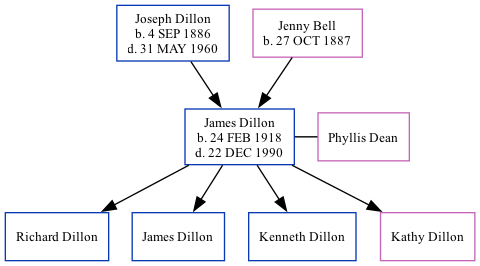 Joseph Dillon
b. 4 SEP 1886
d. 31 MAY 1960
Jenny Bell
b. 27 OCT 1887
James Dillon
b. 24 FEB 1918
d. 22 DEC 1990
Phyllis Dean
Richard Dillon
James Dillon
Kenneth Dillon
Kathy Dillon